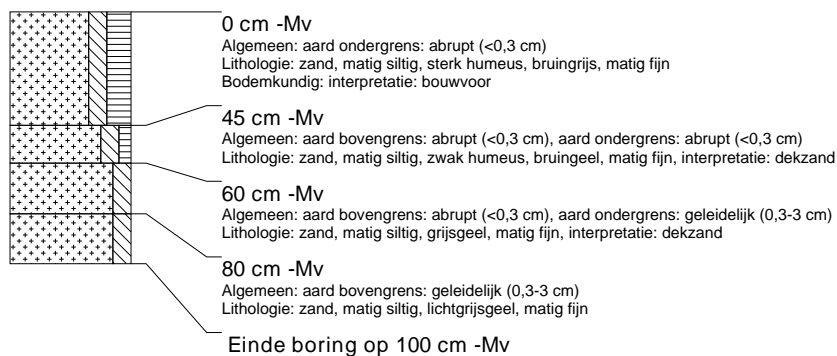 0 cm -Mv
Algemeen: aard ondergrens: abrupt (<0,3 cm)
Lithologie: zand, matig siltig, sterk humeus, bruingrijs, matig fijn
Bodemkundig: interpretatie: bouwvoor
45 cm -Mv
Algemeen: aard bovengrens: abrupt (<0,3 cm), aard ondergrens: abrupt (<0,3 cm)
Lithologie: zand, matig siltig, zwak humeus, bruingeel, matig fijn, interpretatie: dekzand
60 cm -Mv
Algemeen: aard bovengrens: abrupt (<0,3 cm), aard ondergrens: geleidelijk (0,3-3 cm)
Lithologie: zand, matig siltig, grijsgeel, matig fijn, interpretatie: dekzand
80 cm -Mv
Algemeen: aard bovengrens: geleidelijk (0,3-3 cm)
Lithologie: zand, matig siltig, lichtgrijsgeel, matig fijn
Einde boring op 100 cm -Mv